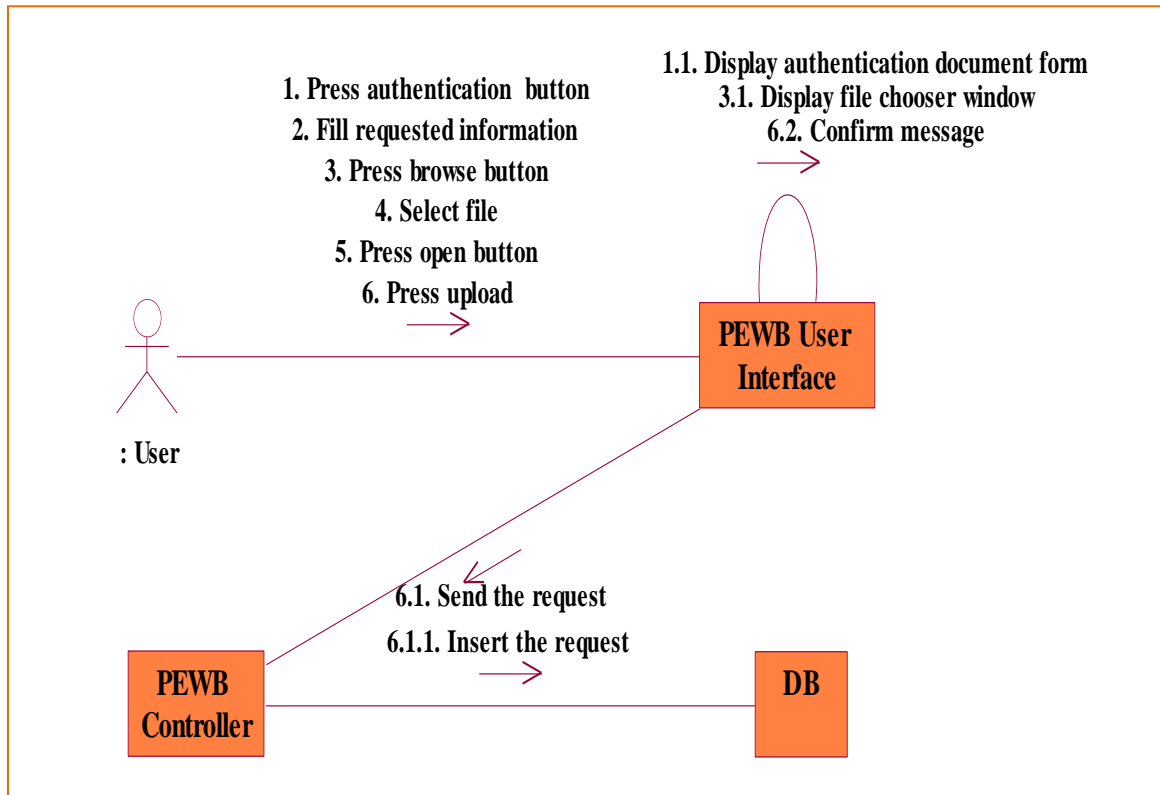 1. Press authentication button
2. Fill requested information
3. Press browse button
4. Select file
5. Press open button
6. Press upload
1.1. Display authentication document form
3.1. Display file chooser window
6.2. Confirm message
PEWB User
Interface
: User
6.1. Send the request
6.1.1. Insert the request
PEWB
Controller
DB